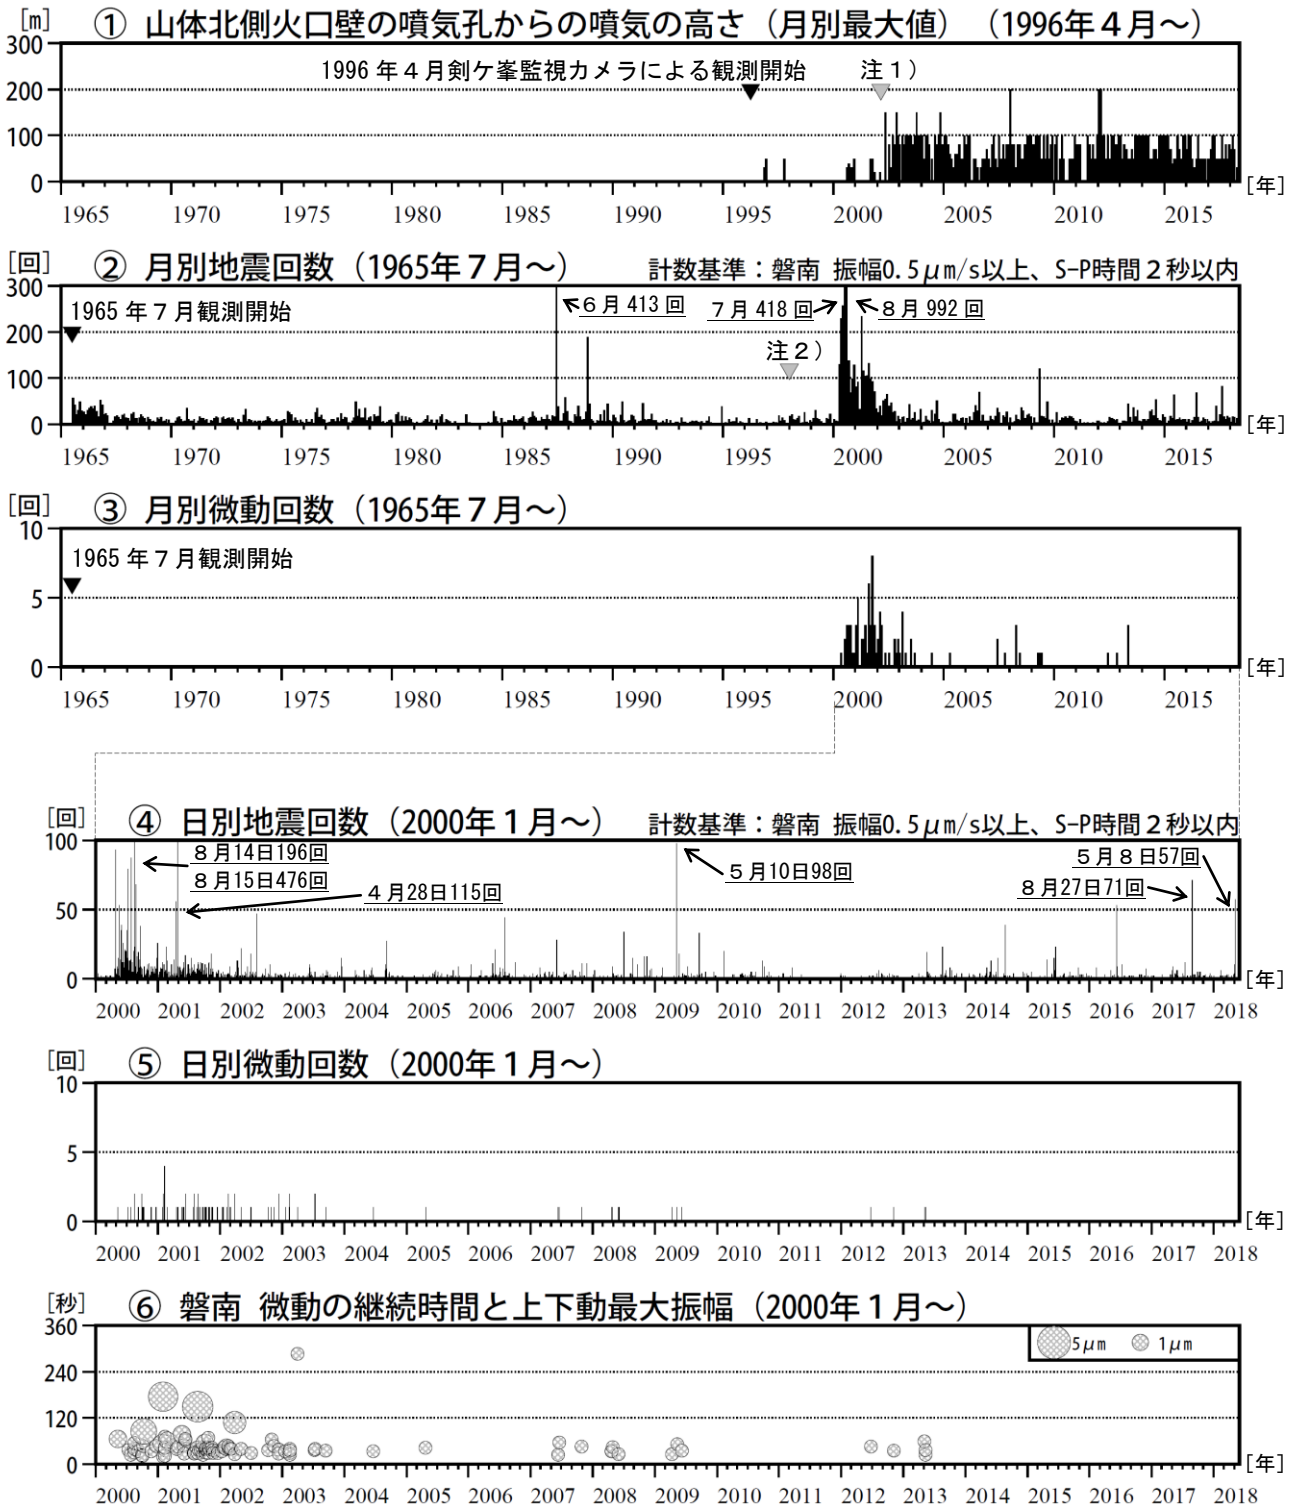 [m] ① 山体北側火口壁の噴気孔からの噴気の高さ（月別最大値）（1996年４月～）
300
1996 年４月剣ケ峯監視カメラによる観測開始 注１）
200
100
0 [年]
1965 1970 1975 1980 1985 1990 1995 2000 2005 2010 2015
[回] ② 月別地震回数（1965年７月～） 計数基準：磐南 振幅0.5μm/s以上、S-P時間２秒以内
300
1965 年７月観測開始 ６月 413 回 ７月 418 回 ８月 992 回
200
注２）
100
0 [年]
1965 1970 1975 1980 1985 1990 1995 2000 2005 2010 2015
[回] ③ 月別微動回数（1965年７月～）
10
1965 年７月観測開始
5
0 [年]
1965 1970 1975 1980 1985 1990 1995 2000 2005 2010 2015
[回] ④ 日別地震回数（2000年１月～） 計数基準：磐南 振幅0.5μm/s以上、S-P時間２秒以内
100
８月14日196回 ５月８日57回
８月15日476回 ４月28日115回 ５月10日98回 ８月27日71回
50
0 [年]
2000 2001 2002 2003 2004 2005 2006 2007 2008 2009 2010 2011 2012 2013 2014 2015 2016 2017 2018
[回] ⑤ 日別微動回数（2000年１月～）
10
5
0 [年]
2000 2001 2002 2003 2004 2005 2006 2007 2008 2009 2010 2011 2012 2013 2014 2015 2016 2017 2018
[秒] ⑥ 磐南 微動の継続時間と上下動最大振幅（2000年１月～）
360
5μm 1μm
240
120
0 [年]
2000 2001 2002 2003 2004 2005 2006 2007 2008 2009 2010 2011 2012 2013 2014 2015 2016 2017 2018